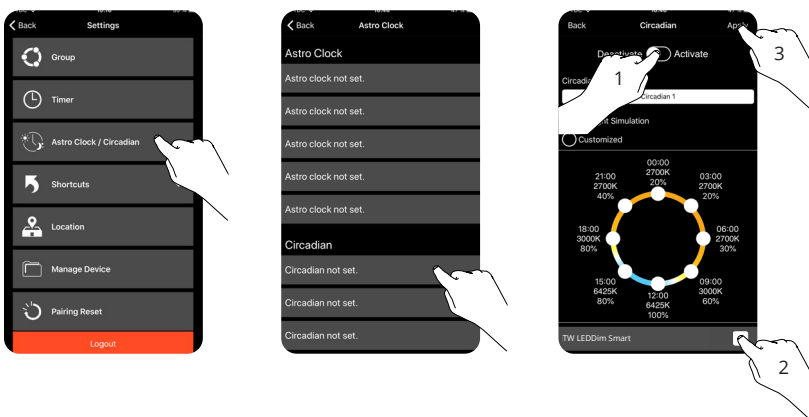 Back Settings
Group
Timer
Astro Clock / Circadian
Shortcuts
Location
Manage Device
Pairing Reset
Logout
Back Astro Clock
Astro Clock
Astro clock not set.
Astro clock not set.
Astro clock not set.
Astro clock not set.
Astro clock not set.
Circadian
Circadian not set.
Circadian not set.
Circadian not set.
Back Circadian Apply
3
Deactivate Activate
1
Circadian 1
Simulation
Customized
00:00
2700K
20%
03:00
2700K
20%
06:00
2700K
30%
09:00
3000K
60%
12:00
6425K
100%
15:00
6425K
80%
18:00
3000K
80%
21:00
2700K
40%
TW LEDDim Smart
2